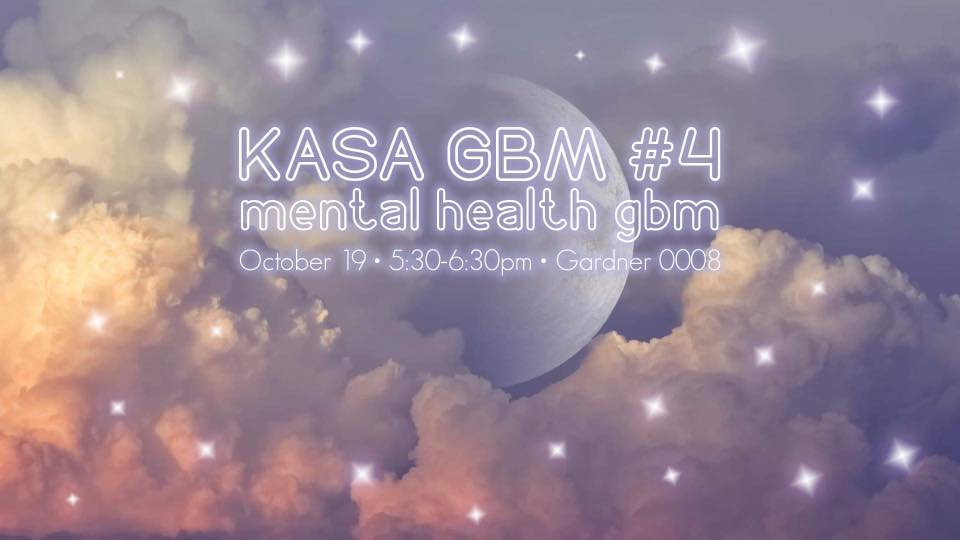 KASA GBM #4
mental health gbm
October 19 • 5:30-6:30pm • Gardner 0008